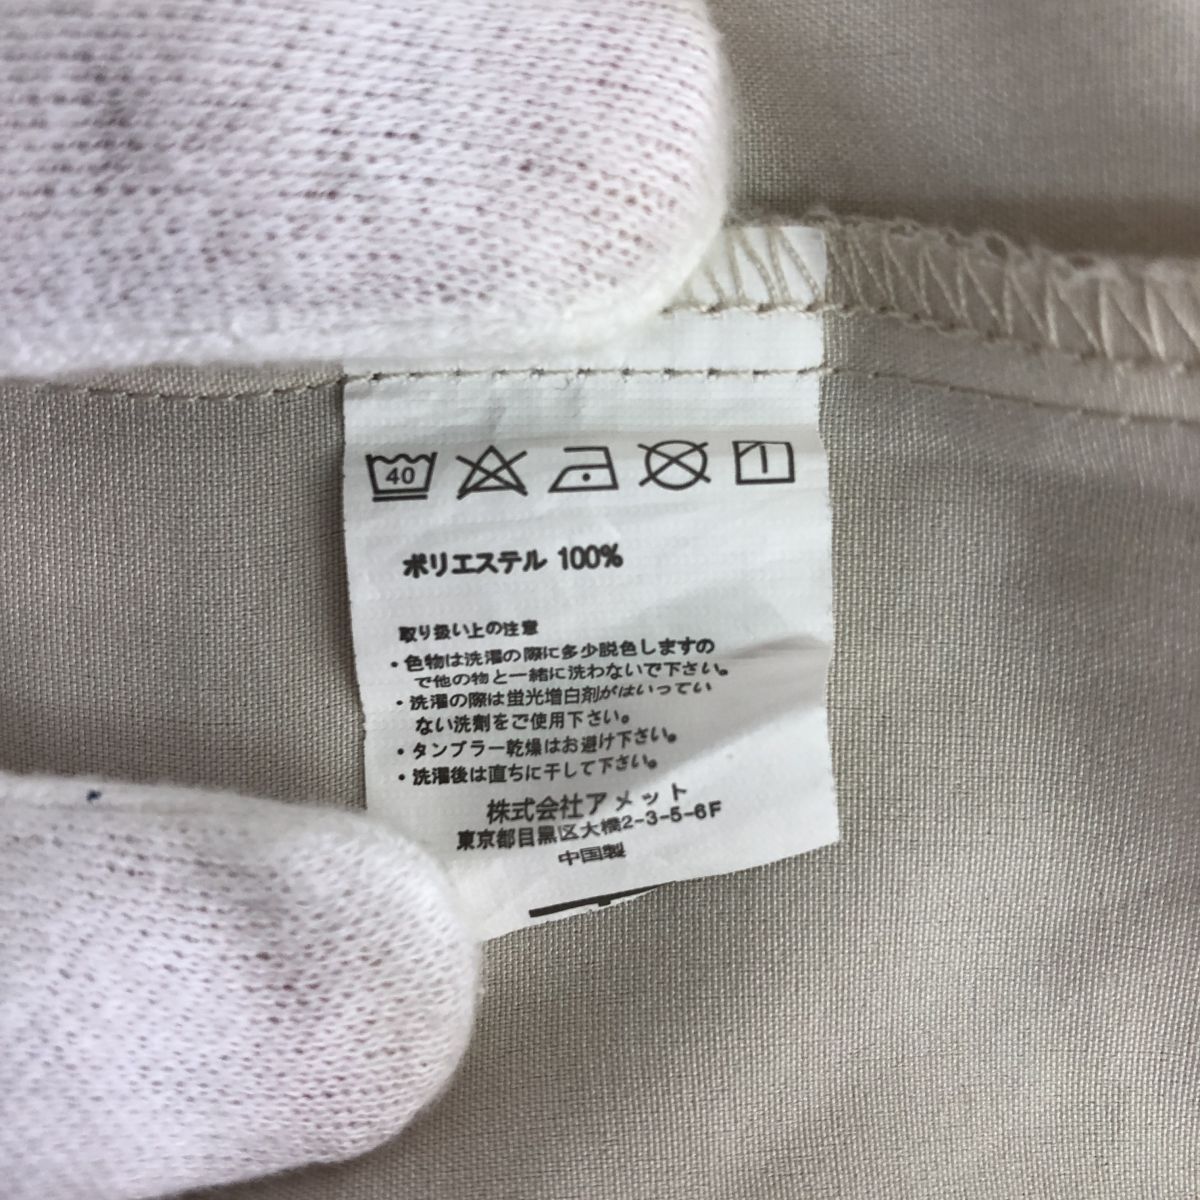 40
ポリエステル 100%
取り扱い上の注意
・色物は洗濯の際に多少脱色しますの
で他の物と一緒に洗わないで下さい。
・洗濯の際は蛍光増白剤がはいってい
ない洗剤をご使用下さい。
・タンブラー乾燥はお避け下さい。
・洗濯後は直ちに干して下さい。
株式会社アメット
東京都目黒区大橋2-3-5-6F
中国製